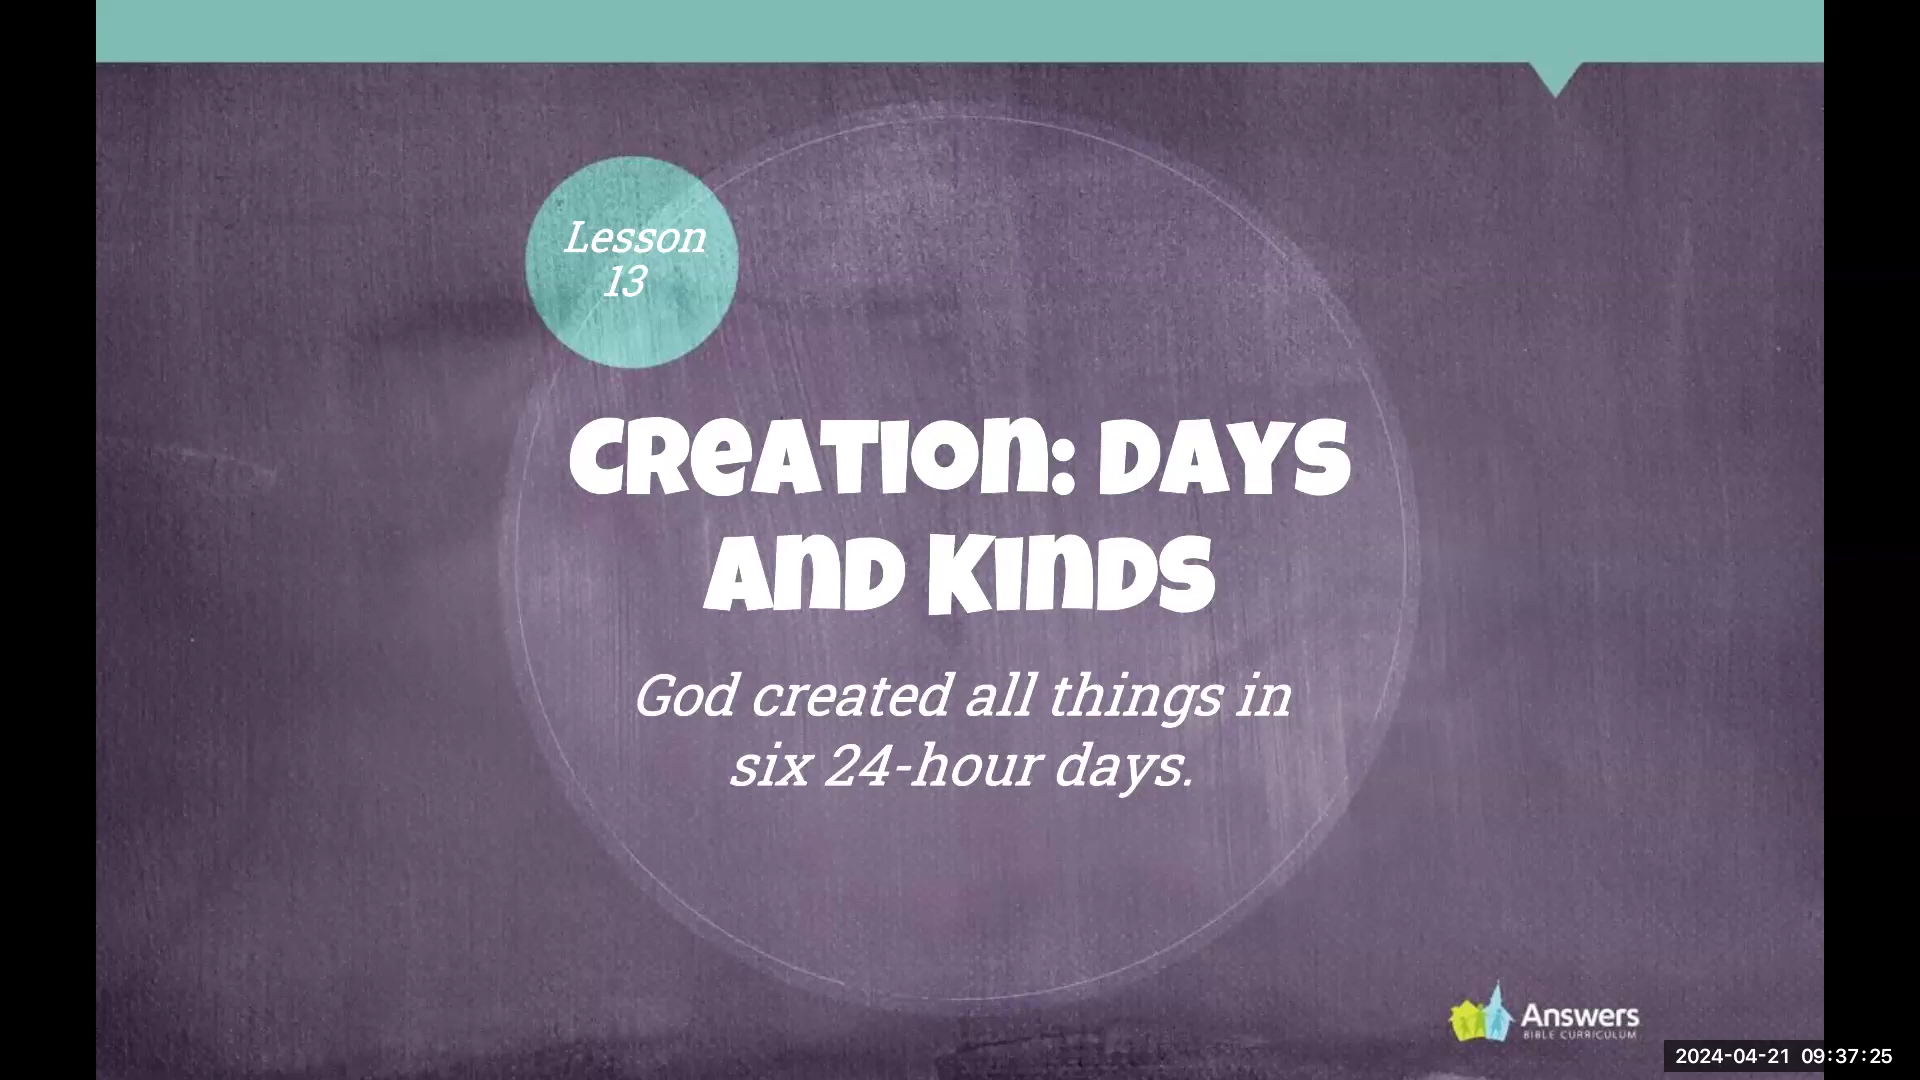 Lesson
13
Creation: Days
and Kinds
God created all things in
six 24-hour days.
Answers
BIBLE CURRICULUM
2024-04-21 09:37:25